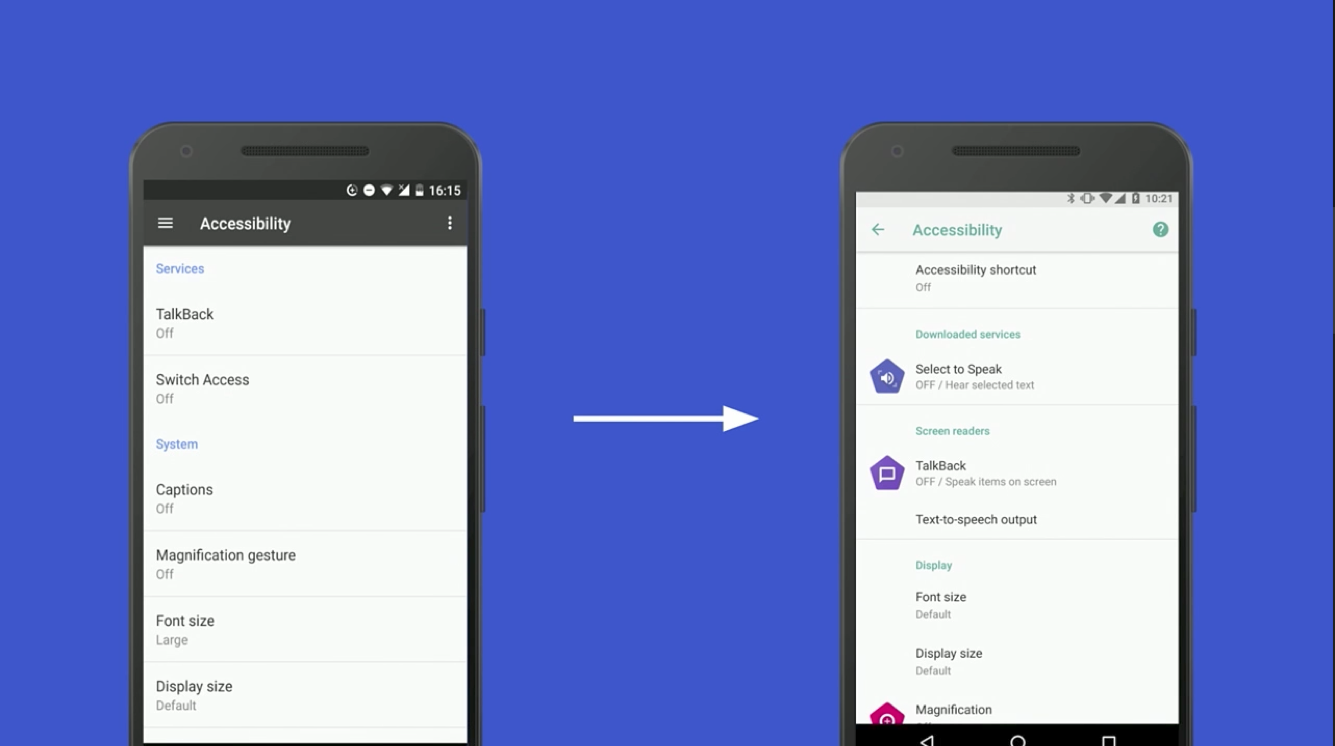 16:15
Accessibility
Services
TalkBack
Off
Switch Access
Off
System
Captions
Off
Magnification gesture
Off
Font size
Large
Display size
Default
10:21
Accessibility
?
Accessibility shortcut
Off
Downloaded services
Select to Speak
OFF / Hear selected text
Screen readers
TalkBack
OFF / Speak items on screen
Text-to-speech output
Display
Font size
Default
Display size
Default
Magnification